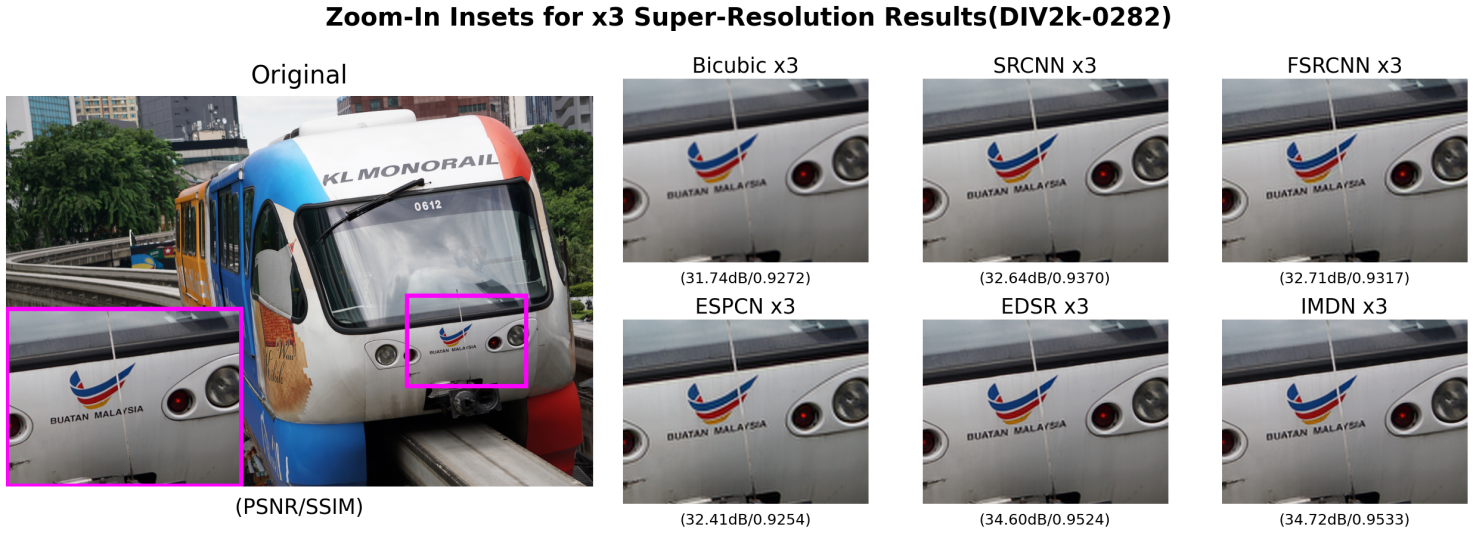 Zoom-In Insets for x3 Super-Resolution Results(DIV2k-0282)
Original
KL MONORAIL
0612
BUATAN MALAYSIA
BUATAN MALAYSIA
(PSNR/SSIM)
Bicubic x3
BUATAN MALAYSIA
(31.74dB/0.9272)
SRCNN x3
BUATAN MALAYSIA
(32.64dB/0.9370)
FSRCNN x3
BUATAN MALAYSIA
(32.71dB/0.9317)
ESPCN x3
BUATAN MALAYSIA
(32.41dB/0.9254)
EDSR x3
BUATAN MALAYSIA
(34.60dB/0.9524)
IMDN x3
BUATAN MALAYSIA
(34.72dB/0.9533)